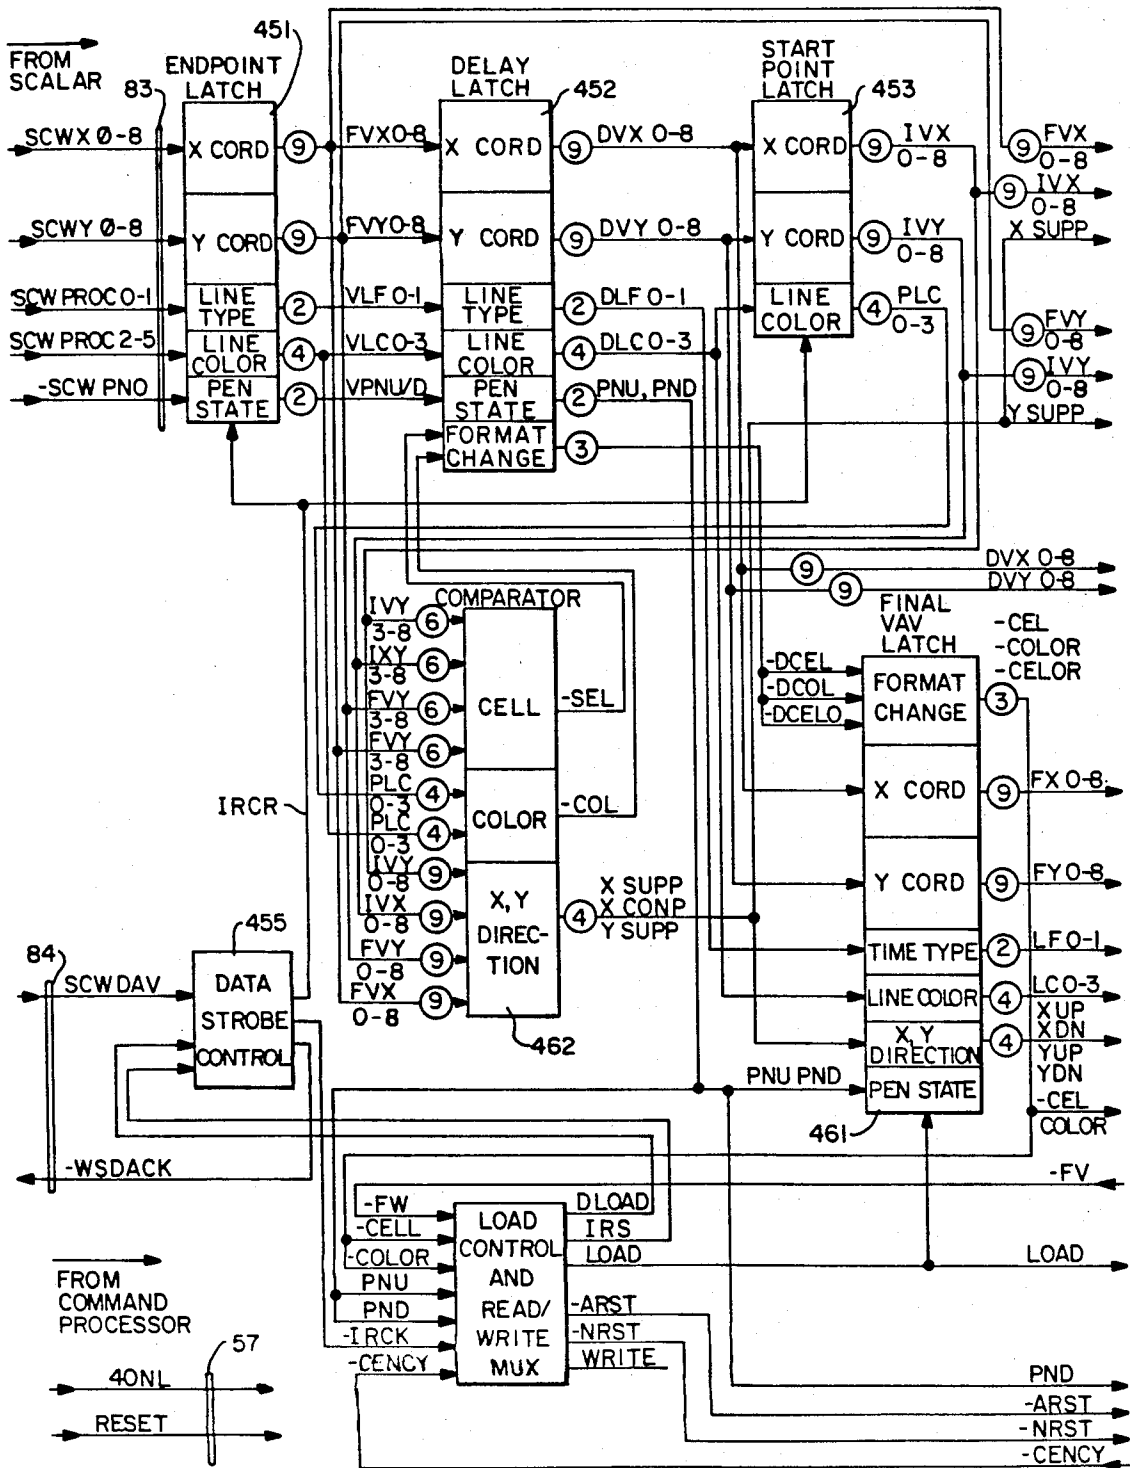 FROM
SCALAR
83
ENDPOINT
LATCH
451
DELAY
LATCH
452
START
POINT
LATCH
453
SCWX 0-8
X CORD
9
FVX 0-8
X CORD
9
DVX 0-8
X CORD
9
IVX
0-8
9
FVX
0-8
9
IVX
0-8
SCWY 0-8
Y CORD
9
FVY 0-8
Y CORD
9
DVY 0-8
Y CORD
9
IVY
0-8
X SUPP
SCW PROC 0-1
LINE
TYPE
2
VLF 0-1
LINE
TYPE
2
DLF 0-1
LINE
COLOR
4
PLC
0-3
9
FVY
0-8
SCW PROC 2-5
LINE
COLOR
4
VLC 0-3
LINE
COLOR
4
DLC 0-3
9
IVY
0-8
-SCW PNO
PEN
STATE
2
VPNU/D
PEN
STATE
2
PNU, PND
Y SUPP
FORMAT
CHANGE
3
9
DVX 0-8
9
DVY 0-8
COMPARATOR
FINAL
VAV
LATCH
-CEL
-COLOR
-CELOR
IVY
3-8
6
IXY
3-8
6
FVY
3-8
6
FVY
3-8
6
CELL
-SEL
-DCEL
-DCOL
-DCELO
FORMAT
CHANGE
3
PLC
0-3
4
PLC
0-3
4
COLOR
-COL
X CORD
9
FX 0-8
IRCR
IVY
0-8
9
IVX
0-8
9
FVY
0-8
9
FVX
0-8
9
X, Y
DIREC-
TION
4
X SUPP
X CONP
Y SUPP
462
Y CORD
9
FY 0-8
TIME TYPE
2
LF 0-1
LINE COLOR
4
LC 0-3
X, Y
DIRECTION
4
XUP
XDN
YUP
YDN
PNU PND
PEN STATE
461
-CEL
COLOR
84
455
SCW DAV
DATA
STROBE
CONTROL
-WSDACK
-FV
-FW
-CELL
-COLOR
PNU
PND
-IRCK
-CENCY
LOAD
CONTROL
AND
READ/
WRITE
MUX
DLOAD
IRS
LOAD
-ARST
-NRST
WRITE
LOAD
FROM
COMMAND
PROCESSOR
57
40NL
RESET
PND
-ARST
-NRST
-CENCY